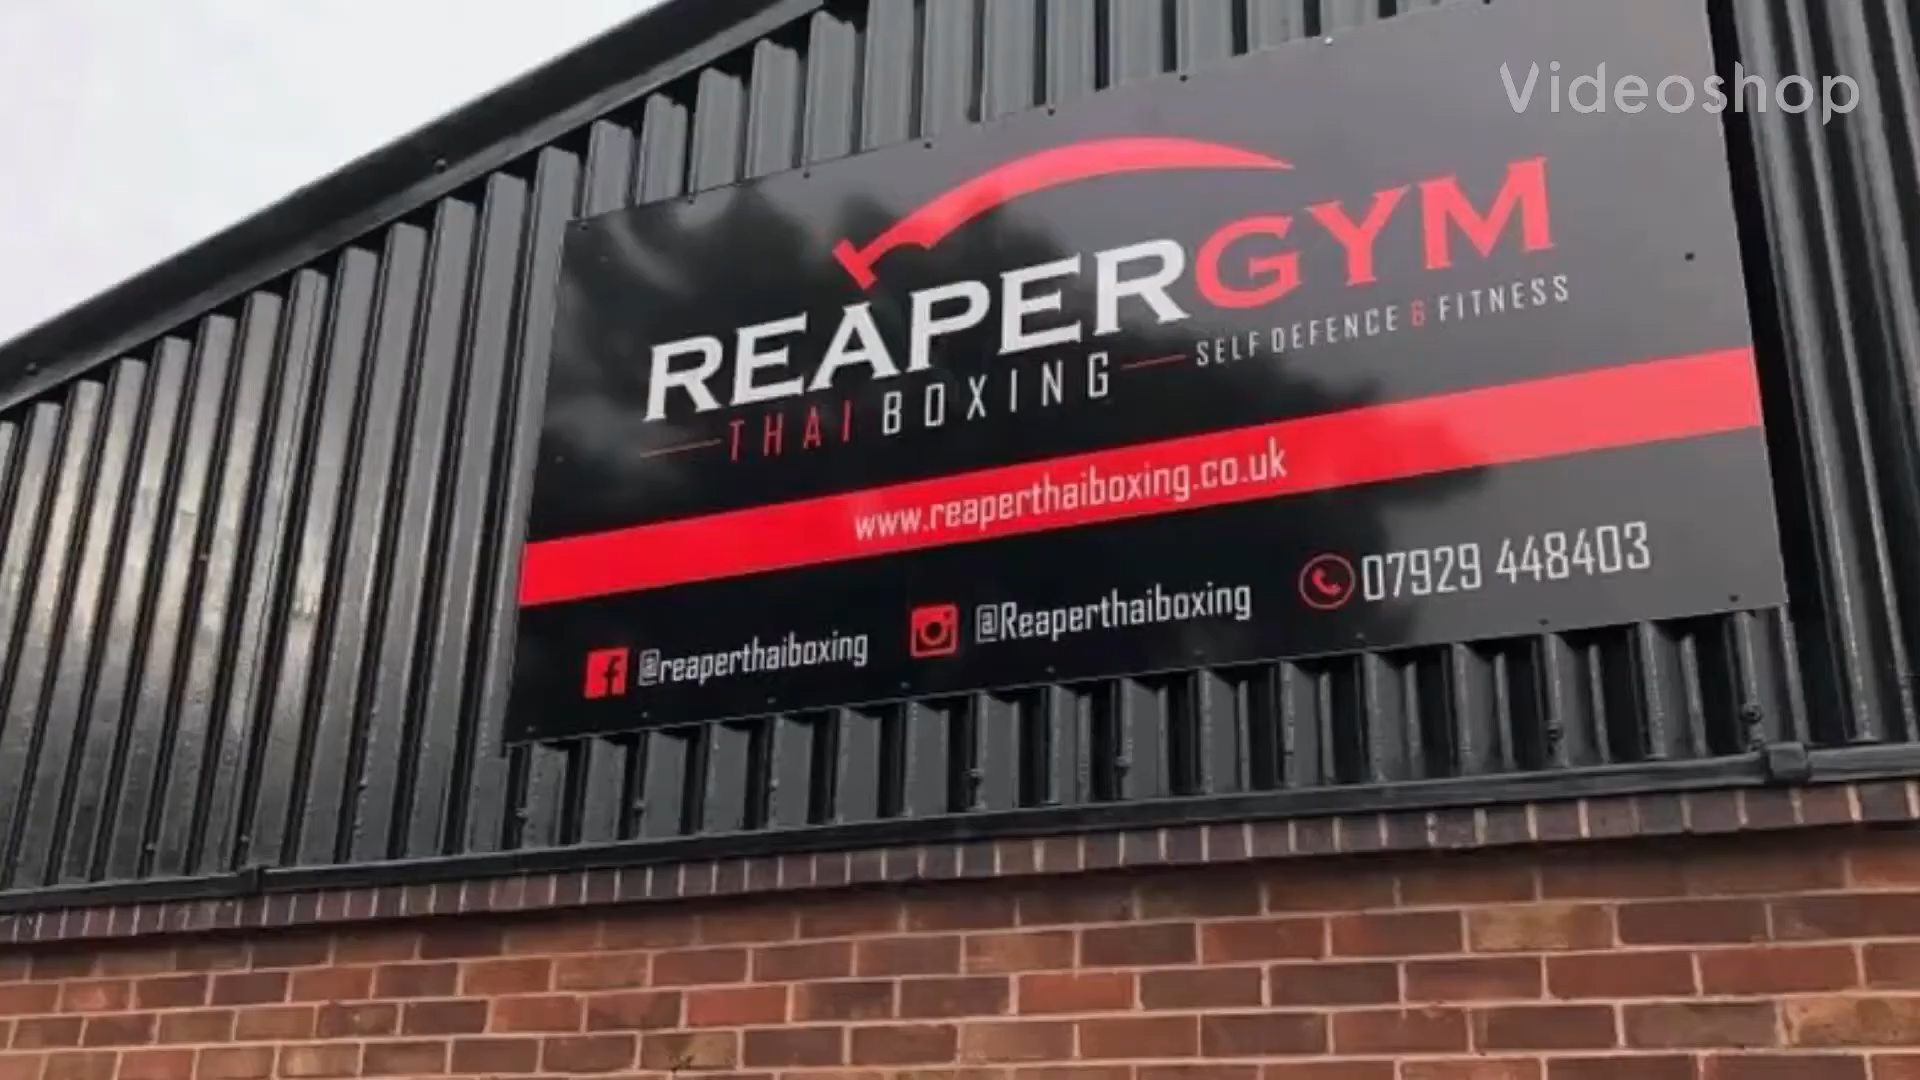 Videoshop
REAPERGYM
THAI BOXING
SELF DEFENCE & FITNESS
www.reaperthaiboxing.co.uk
@reaperthaiboxing
@Reaperthaiboxing
07929 448403